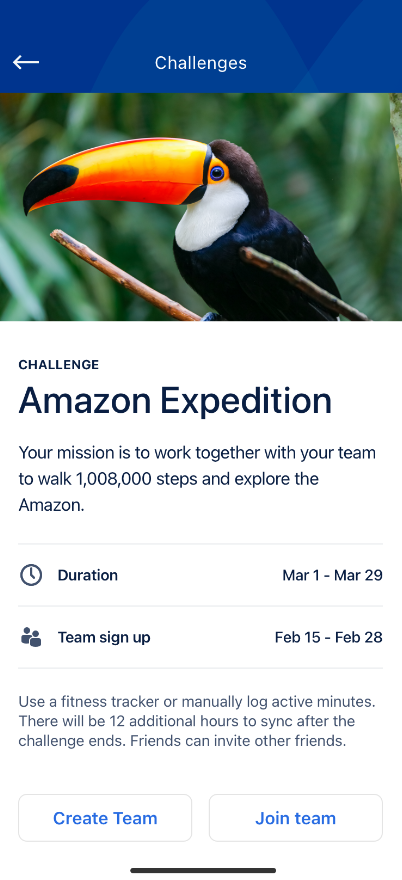 Challenges
CHALLENGE
Amazon Expedition
Your mission is to work together with your team
to walk 1,008,000 steps and explore the
Amazon.
Duration Mar 1 - Mar 29
Team sign up Feb 15 - Feb 28
Use a fitness tracker or manually log active minutes.
There will be 12 additional hours to sync after the
challenge ends. Friends can invite other friends.
Create Team Join team